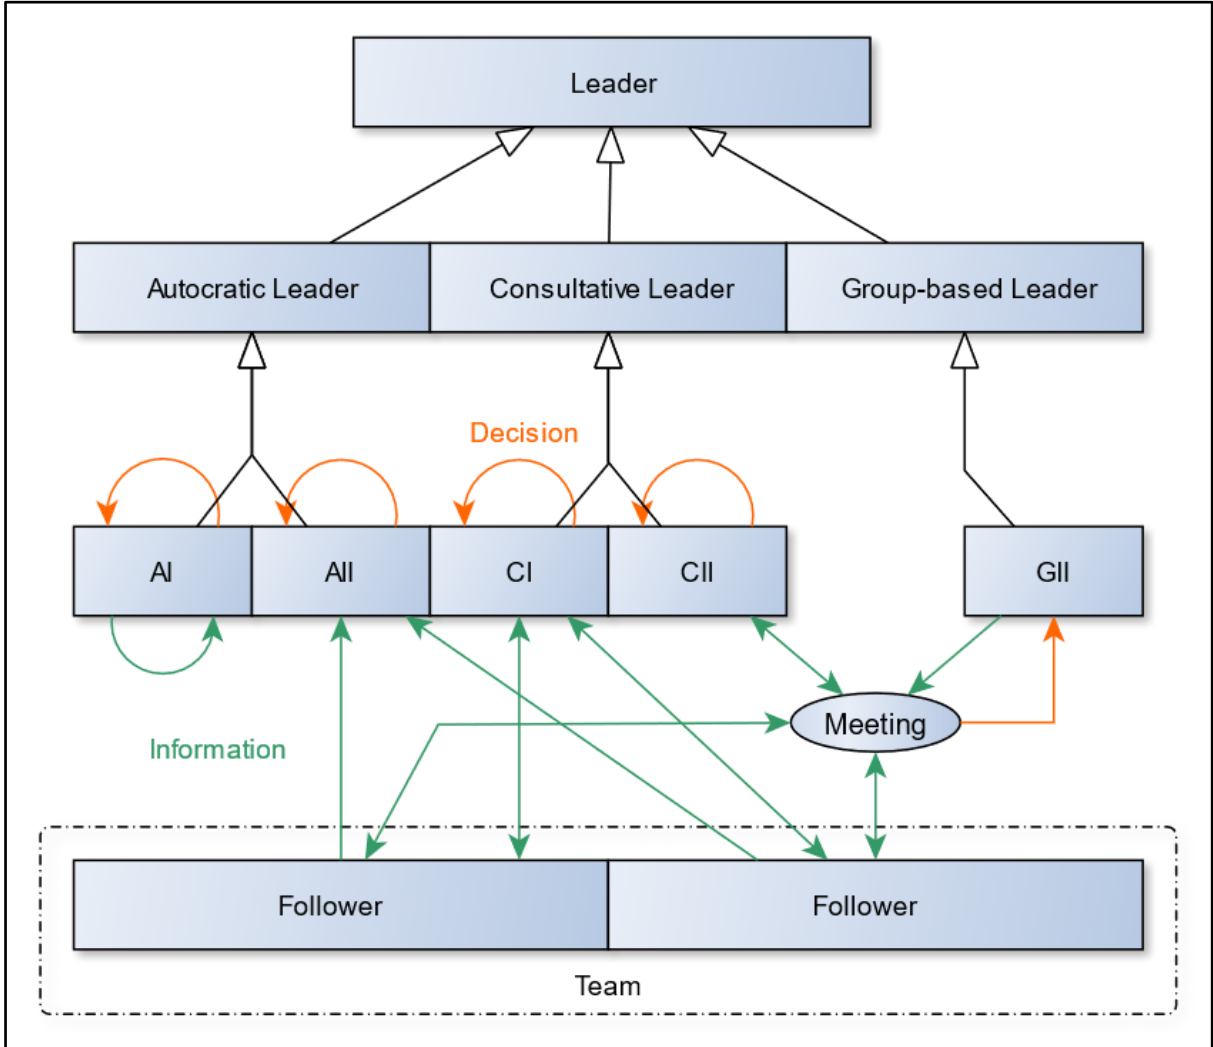 Leader
Autocratic Leader
Consultative Leader
Group-based Leader
Decision
AI
AII
CI
CII
GII
Meeting
Information
Follower
Follower
Team